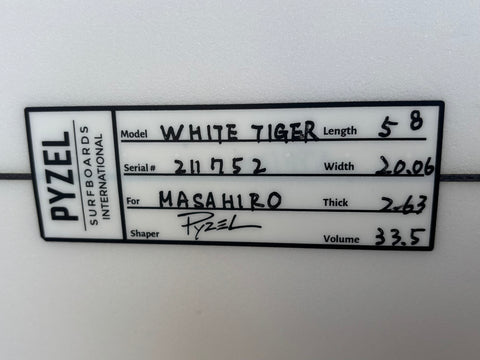 PYZEL
SURFBOARDS
INTERNATIONAL
Model WHITE TIGER Length 5 8
Serial # 211752 Width 20.06
For MASAHIRO Thick 2.63
Shaper PYZEL Volume 33.5